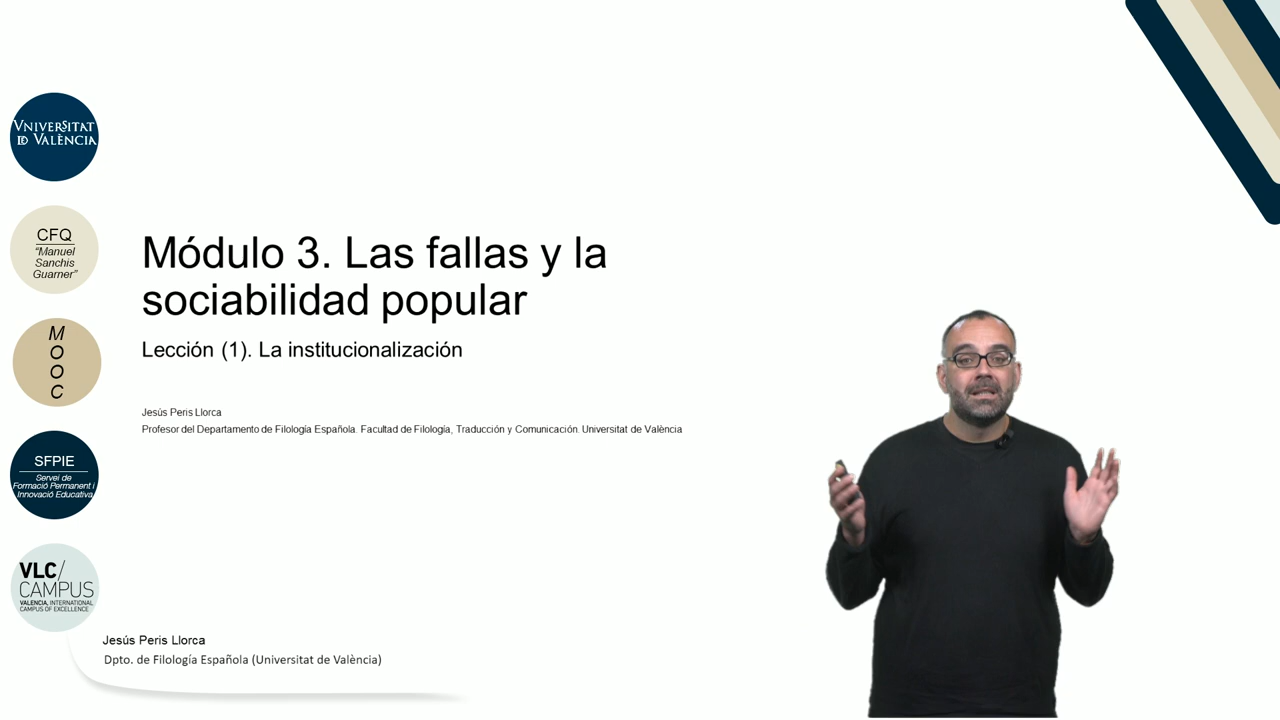 VNIVERSITAT
ID VALÈNCIA
CFQ
"Manuel
Sanchis
Guarner"
M
O
O
C
SFPIE
Servei de
Formació Permanent i
Innovació Educativa
VLC/
CAMPUS
VALENCIA, INTERNATIONAL
CAMPUS OF EXCELLENCE
Módulo 3. Las fallas y la
sociabilidad popular
Lección (1). La institucionalización
Jesús Peris Llorca
Profesor del Departamento de Filología Española. Facultad de Filología, Traducción y Comunicación. Universitat de València
Jesús Peris Llorca
Dpto. de Filología Española (Universitat de València)